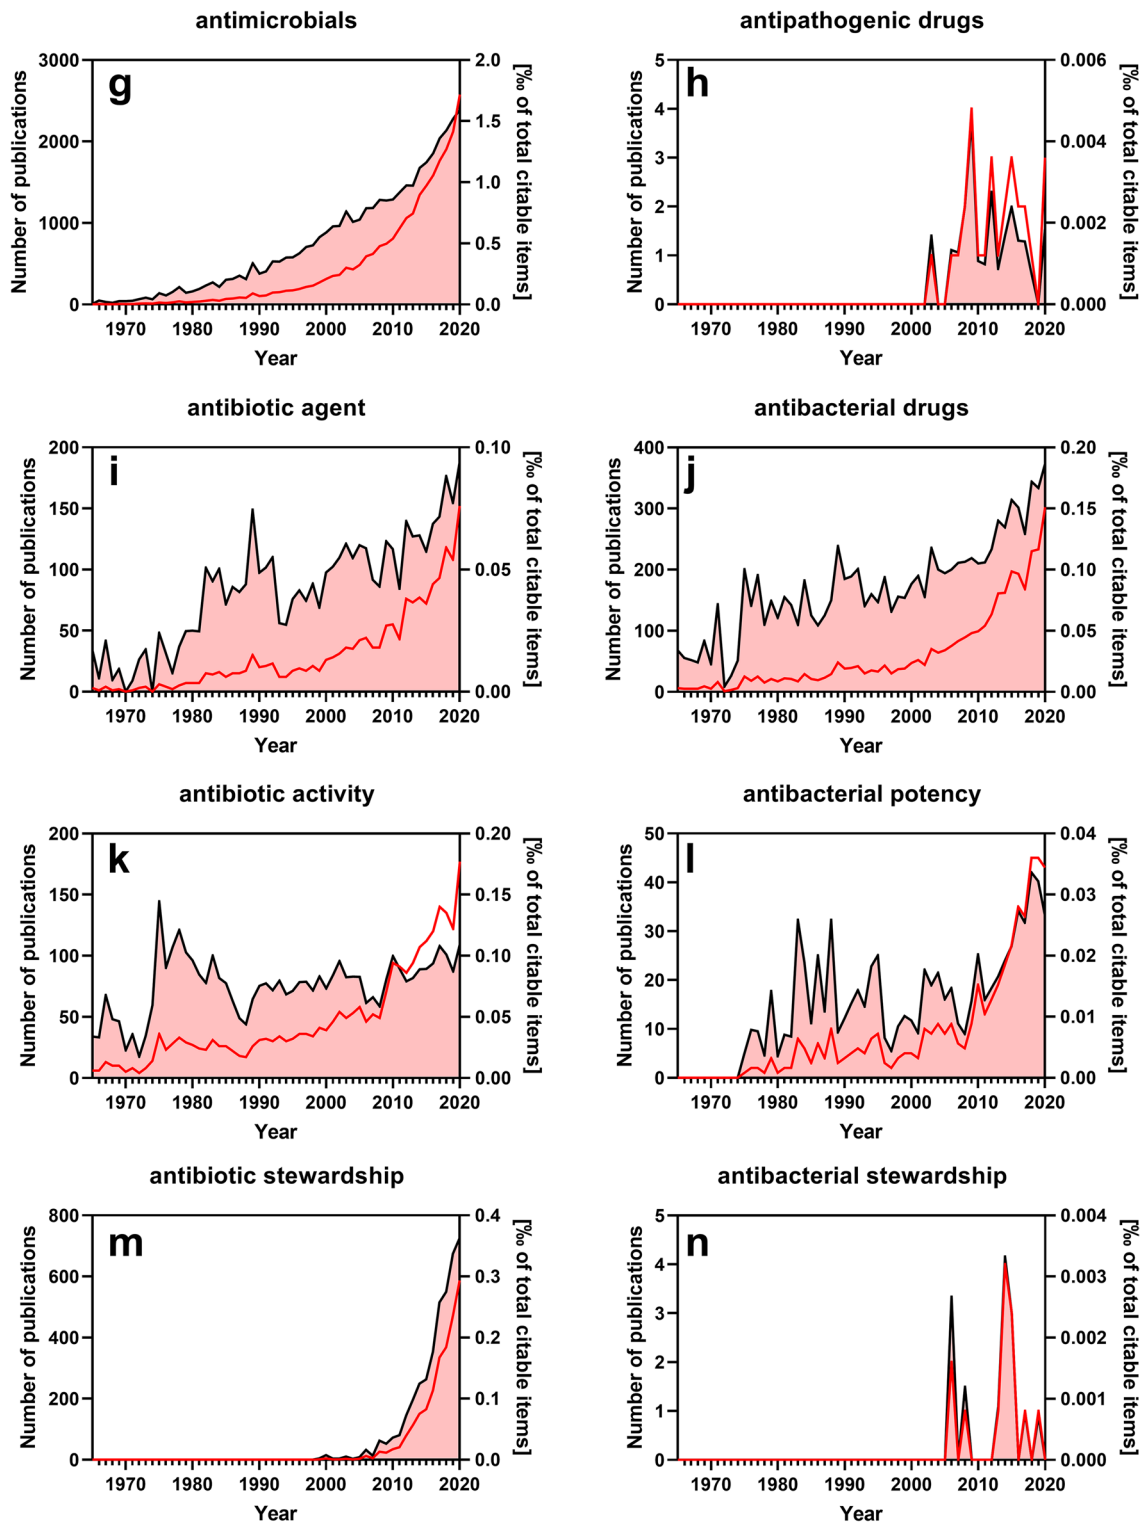 antimicrobials
g
3000
2000
1000
0
Number of publications
2.0
1.5
1.0
0.5
0.0
[‰ of total citable items]
1970 1980 1990 2000 2010 2020
Year
antipathogenic drugs
h
5
4
3
2
1
0
Number of publications
0.006
0.004
0.002
0.000
[‰ of total citable items]
1970 1980 1990 2000 2010 2020
Year
antibiotic agent
i
200
150
100
50
0
Number of publications
0.10
0.05
0.00
[‰ of total citable items]
1970 1980 1990 2000 2010 2020
Year
antibacterial drugs
j
400
300
200
100
0
Number of publications
0.20
0.15
0.10
0.05
0.00
[‰ of total citable items]
1970 1980 1990 2000 2010 2020
Year
antibiotic activity
k
200
150
100
50
0
Number of publications
0.20
0.15
0.10
0.05
0.00
[‰ of total citable items]
1970 1980 1990 2000 2010 2020
Year
antibacterial potency
l
50
40
30
20
10
0
Number of publications
0.04
0.03
0.02
0.01
0.00
[‰ of total citable items]
1970 1980 1990 2000 2010 2020
Year
antibiotic stewardship
m
800
600
400
200
0
Number of publications
0.4
0.3
0.2
0.1
0.0
[‰ of total citable items]
1970 1980 1990 2000 2010 2020
Year
antibacterial stewardship
n
5
4
3
2
1
0
Number of publications
0.004
0.003
0.002
0.001
0.000
[‰ of total citable items]
1970 1980 1990 2000 2010 2020
Year